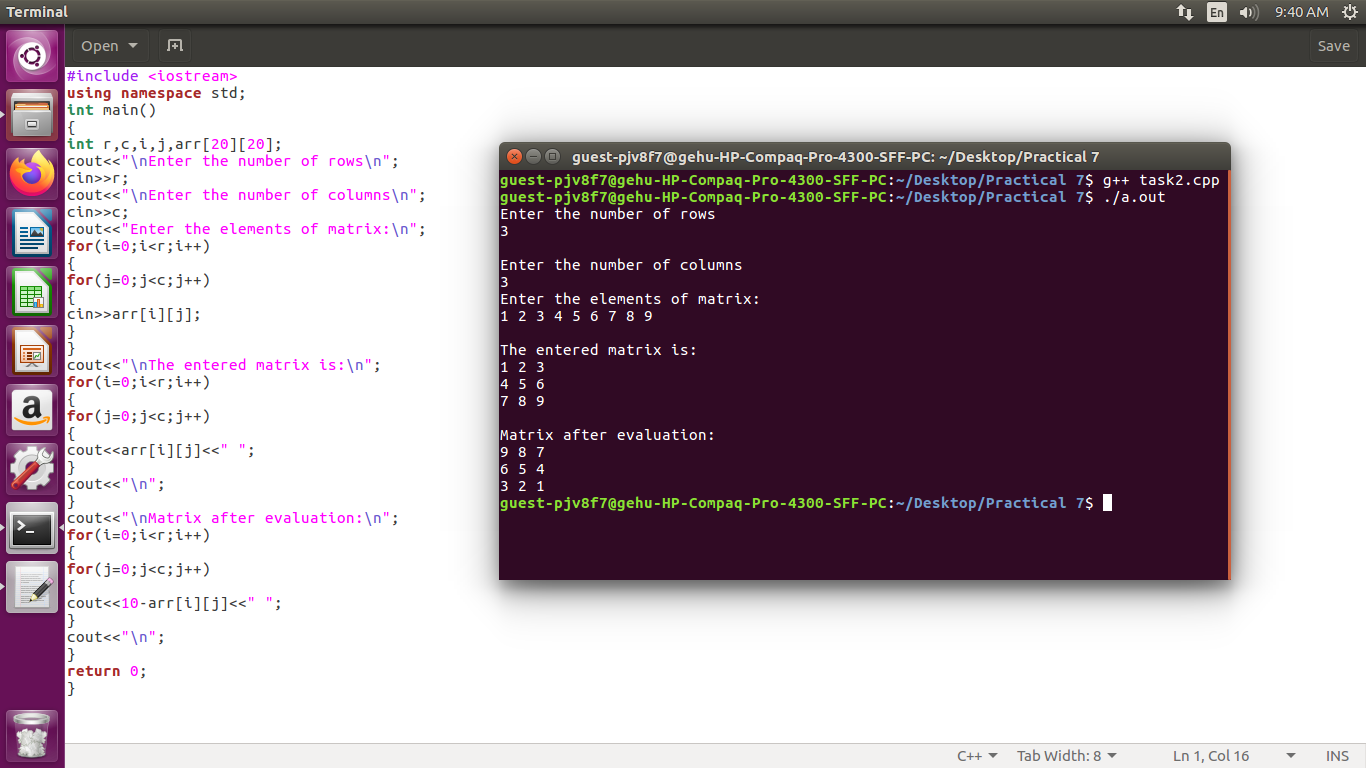 Terminal
En
9:40 AM
Open
Save
#include <iostream>
using namespace std;
int main()
{
int r,c,i,j,arr[20][20];
cout<<"\nEnter the number of rows\n";
cin>>r;
cout<<"\nEnter the number of columns\n";
cin>>c;
cout<<"Enter the elements of matrix:\n";
for(i=0;i<r;i++)
{
for(j=0;j<c;j++)
{
cin>>arr[i][j];
}
}
cout<<"\nThe entered matrix is:\n";
for(i=0;i<r;i++)
{
for(j=0;j<c;j++)
{
cout<<arr[i][j]<<" ";
}
cout<<"\n";
}
cout<<"\nMatrix after evaluation:\n";
for(i=0;i<r;i++)
{
for(j=0;j<c;j++)
{
cout<<10-arr[i][j]<<" ";
}
cout<<"\n";
}
return 0;
}
guest-pjv8f7@gehu-HP-Compaq-Pro-4300-SFF-PC: ~/Desktop/Practical 7
guest-pjv8f7@gehu-HP-Compaq-Pro-4300-SFF-PC:~/Desktop/Practical 7$ g++ task2.cpp
guest-pjv8f7@gehu-HP-Compaq-Pro-4300-SFF-PC:~/Desktop/Practical 7$ ./a.out
Enter the number of rows
3
Enter the number of columns
3
Enter the elements of matrix:
1 2 3 4 5 6 7 8 9
The entered matrix is:
1 2 3
4 5 6
7 8 9
Matrix after evaluation:
9 8 7
6 5 4
3 2 1
guest-pjv8f7@gehu-HP-Compaq-Pro-4300-SFF-PC:~/Desktop/Practical 7$
C++
Tab Width: 8
Ln 1, Col 16
INS